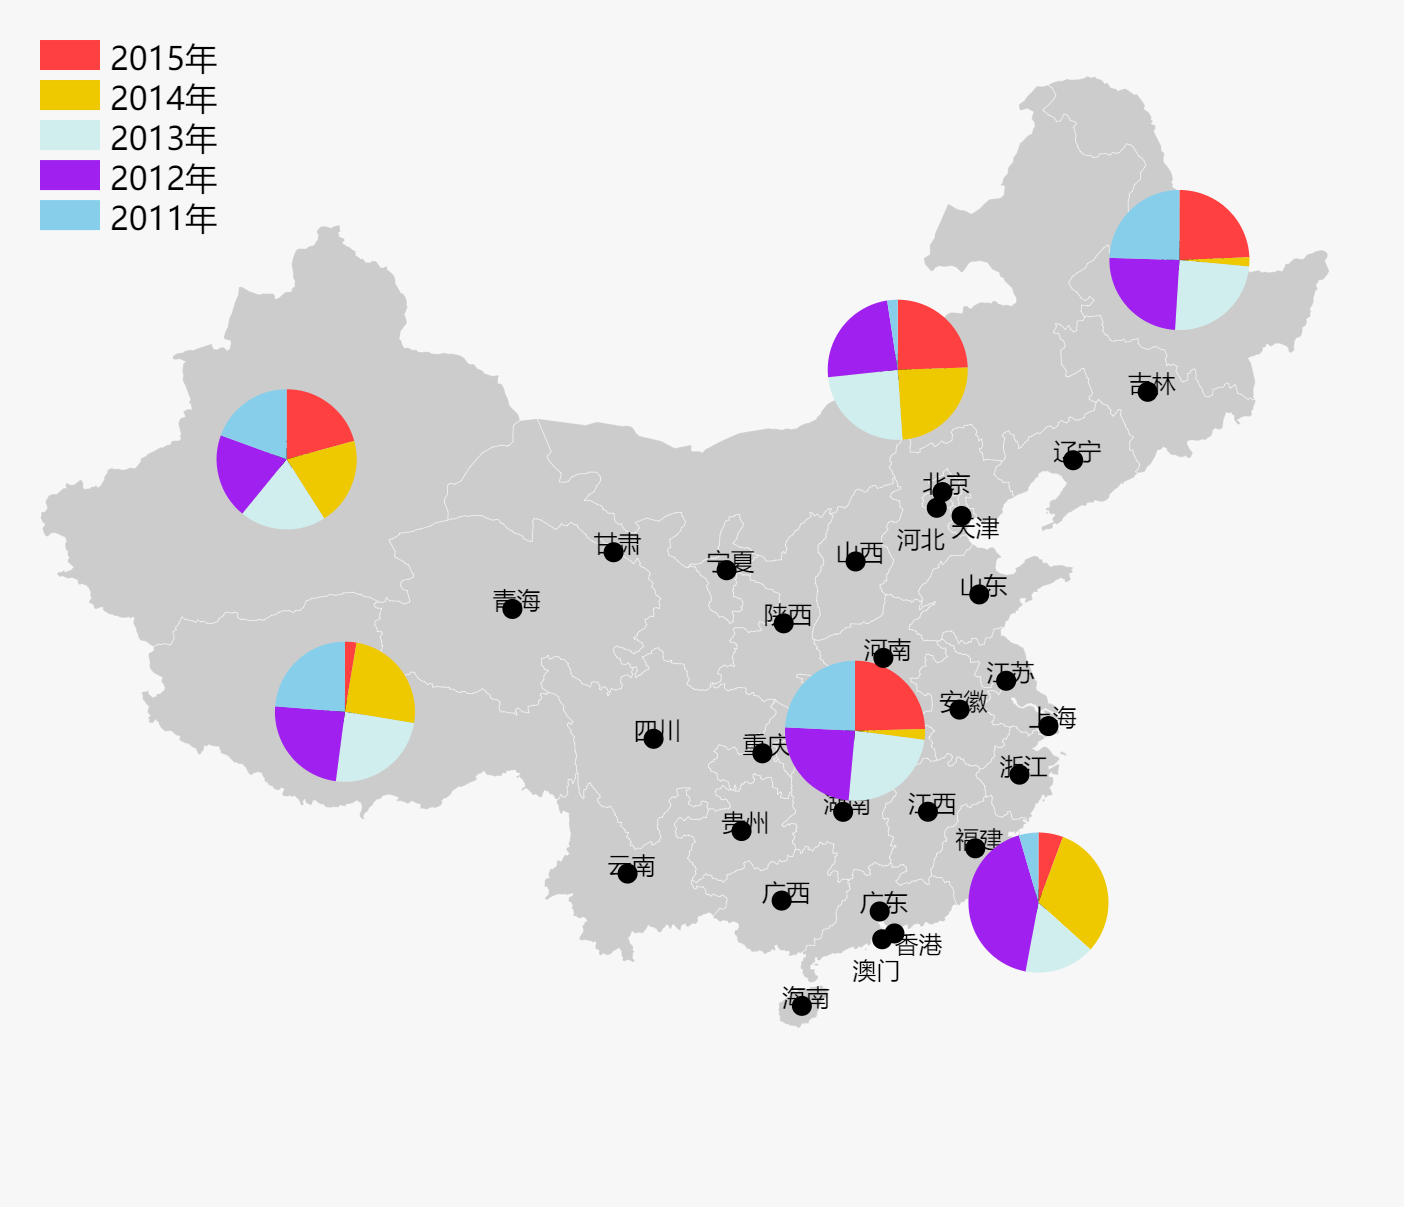 2015年
2014年
2013年
2012年
2011年
吉林
辽宁
北京
天津
河北
甘肃
宁夏
山西
山东
青海
陕西
河南
江苏
安徽
上海
四川
重庆
浙江
湖南
江西
贵州
福建
云南
广西
广东
香港
澳门
海南